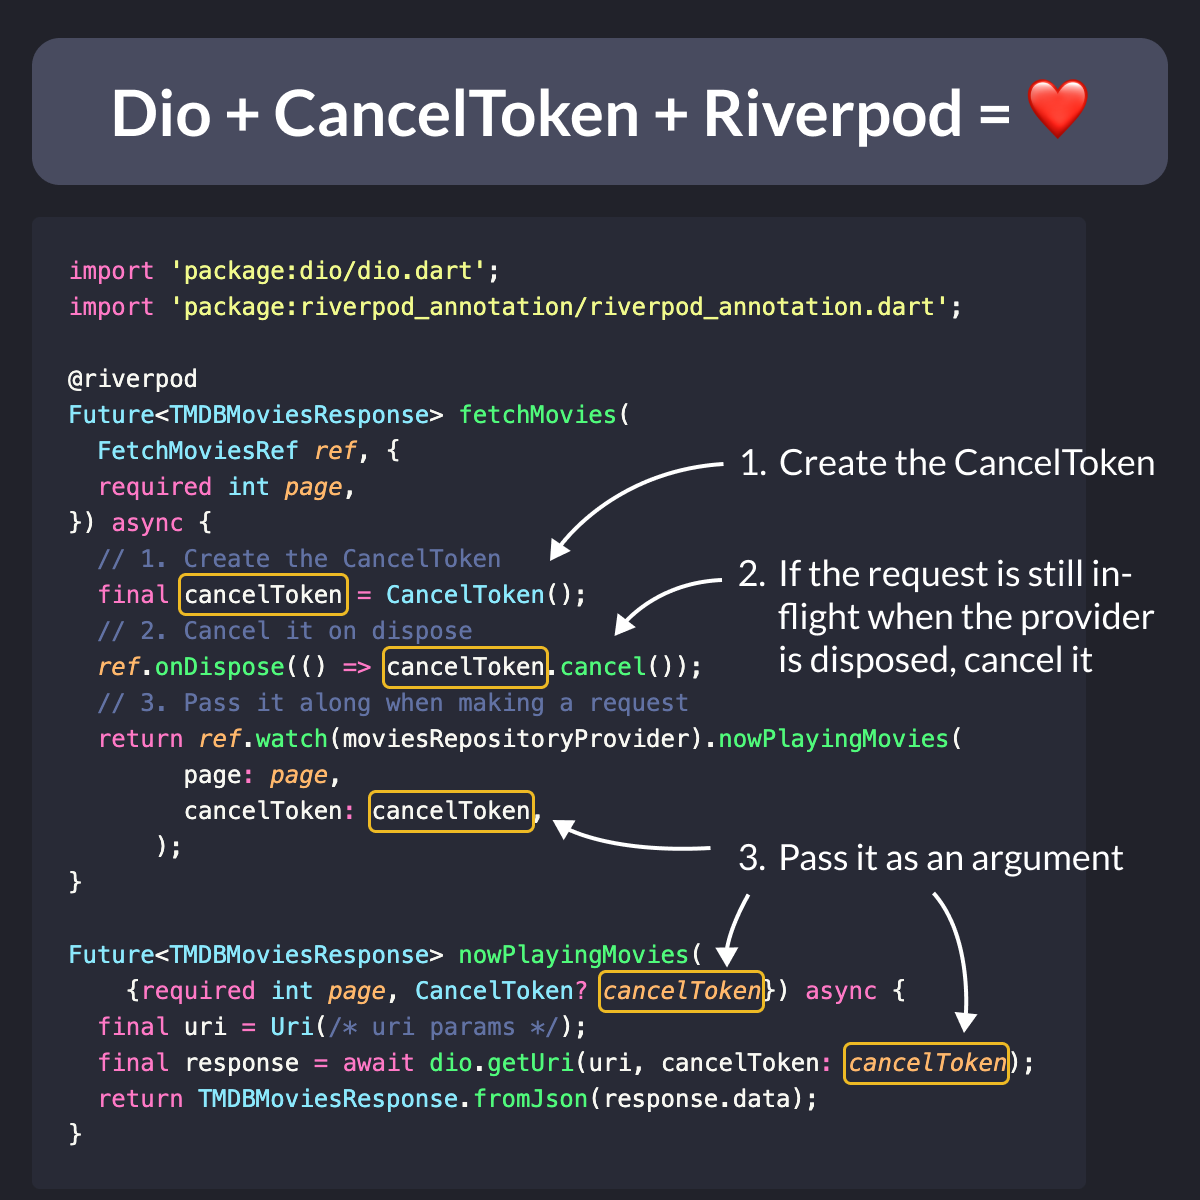 Dio + CancelToken + Riverpod = ❤️
import 'package:dio/dio.dart';
import 'package:riverpod_annotation/riverpod_annotation.dart';
@riverpod
Future<TMDBMoviesResponse> fetchMovies(
  FetchMoviesRef ref, {
  required int page,
}) async {
  // 1. Create the CancelToken
  final cancelToken = CancelToken();
  // 2. Cancel it on dispose
  ref.onDispose(() => cancelToken.cancel());
  // 3. Pass it along when making a request
  return ref.watch(moviesRepositoryProvider).nowPlayingMovies(
        page: page,
        cancelToken: cancelToken,
      );
}
1. Create the CancelToken
2. If the request is still in-
flight when the provider
is disposed, cancel it
3. Pass it as an argument
Future<TMDBMoviesResponse> nowPlayingMovies(
    {required int page, CancelToken? cancelToken}) async {
  final uri = Uri(/* uri params */);
  final response = await dio.getUri(uri, cancelToken: cancelToken);
  return TMDBMoviesResponse.fromJson(response.data);
}